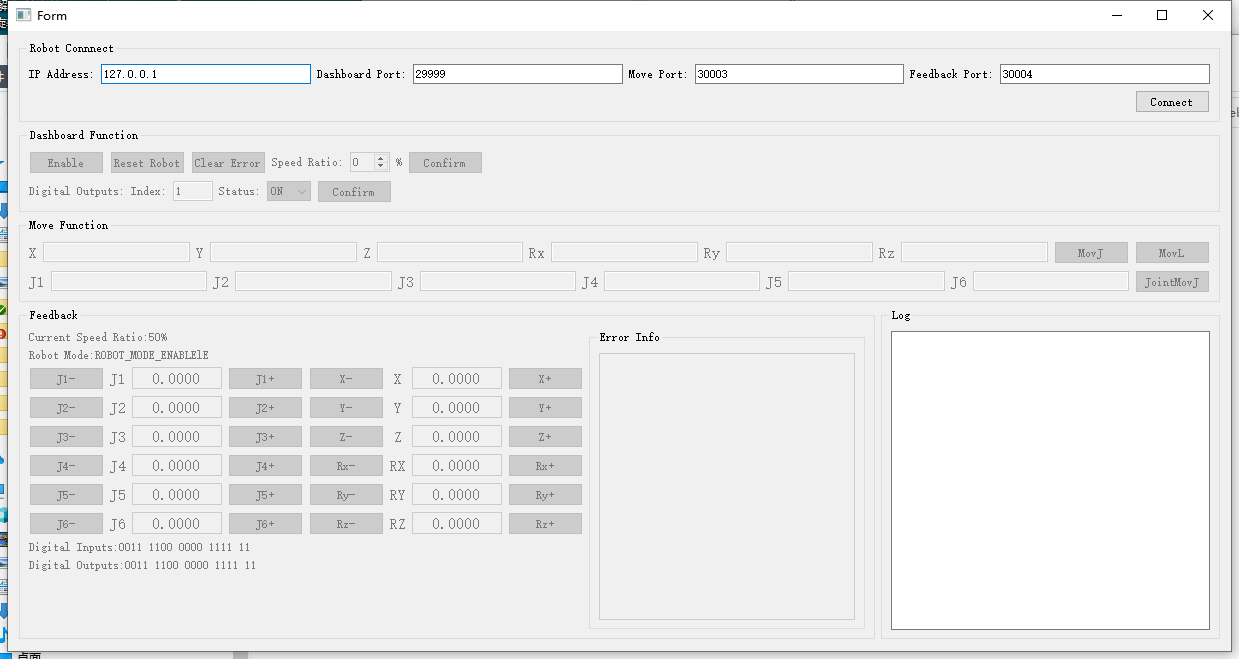 Form
Robot Connnect
IP Address: 127.0.0.1 Dashboard Port: 29999 Move Port: 30003 Feedback Port: 30004
Connect
Dashboard Function
Enable Reset Robot Clear Error Speed Ratio: 0 % Confirm
Digital Outputs: Index: 1 Status: ON Confirm
Move Function
X Y Z Rx Ry Rz MovJ MovL
J1 J2 J3 J4 J5 J6 JointMovJ
Feedback
Current Speed Ratio:50%
Robot Mode:ROBOT_MODE_ENABLElE
J1- J1 0.0000 J1+ X- X 0.0000 X+
J2- J2 0.0000 J2+ Y- Y 0.0000 Y+
J3- J3 0.0000 J3+ Z- Z 0.0000 Z+
J4- J4 0.0000 J4+ Rx- RX 0.0000 Rx+
J5- J5 0.0000 J5+ Ry- RY 0.0000 Ry+
J6- J6 0.0000 J6+ Rz- RZ 0.0000 Rz+
Digital Inputs:0011 1100 0000 1111 11
Digital Outputs:0011 1100 0000 1111 11
Error Info
Log